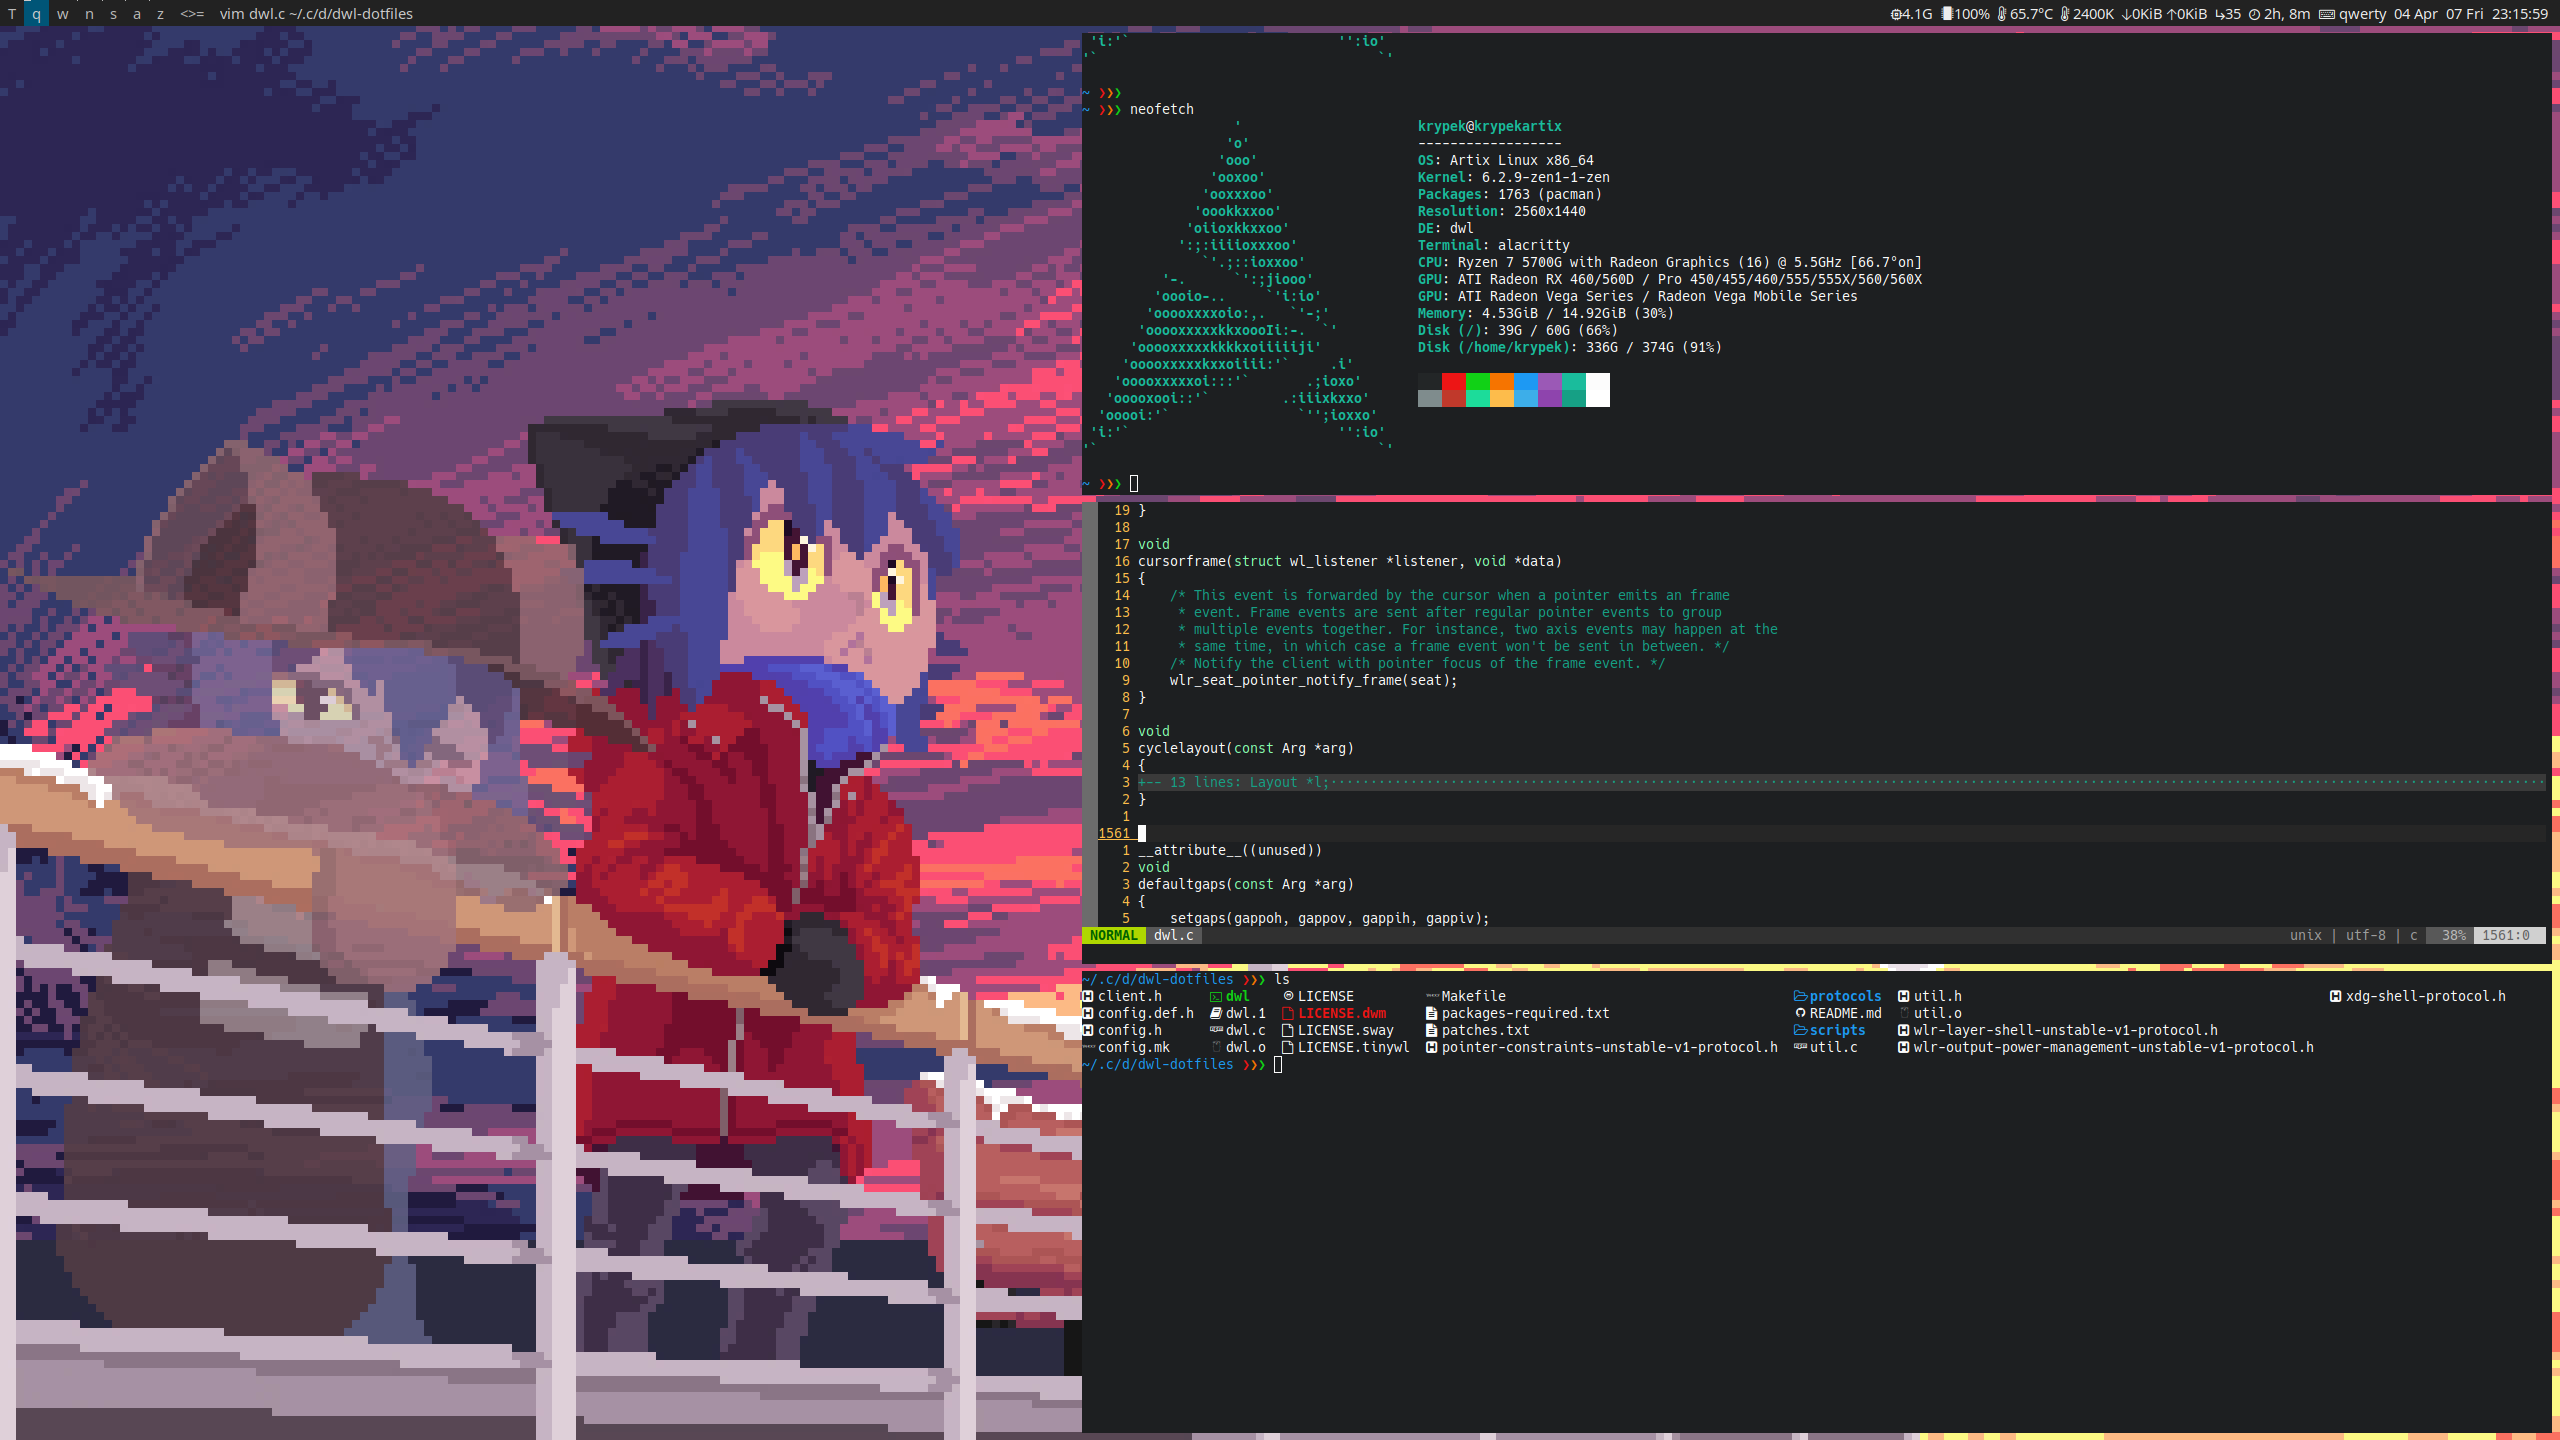 T q w n s a z <>= vim dwl.c ~/.c/d/dwl-dotfiles 4.1G 100% 65.7°C 2400K ↓0KiB ↑0KiB ↳35 2h, 8m qwerty 04 Apr 07 Fri 23:15:59
'i:'` '':io'
'` `'
~ ❯❯❯
~ ❯❯❯ neofetch
' krypek@krypekartix
'o' ------------------
'ooo' OS: Artix Linux x86_64
'ooxoo' Kernel: 6.2.9-zen1-1-zen
'ooxxxoo' Packages: 1763 (pacman)
'oookkxxoo' Resolution: 2560x1440
'oiioxkkxxoo' DE: dwl
':;:iiiioxxxoo' Terminal: alacritty
`'.;::ioxxoo' CPU: Ryzen 7 5700G with Radeon Graphics (16) @ 5.5GHz [66.7°on]
'-. `':;jiooo' GPU: ATI Radeon RX 460/560D / Pro 450/455/460/555/555X/560/560X
'oooio-.. `'i:io' GPU: ATI Radeon Vega Series / Radeon Vega Mobile Series
'ooooxxxxoio:,. `'-;' Memory: 4.53GiB / 14.92GiB (30%)
'ooooxxxxxkkxoooIi:-. `' Disk (/): 39G / 60G (66%)
'ooooxxxxxkkkkxoiiiiiji' Disk (/home/krypek): 336G / 374G (91%)
'ooooxxxxxkxxoiiii:'` .i'
'ooooxxxxxoi:::'` .;ioxo'
'ooooxooi::'` .:iiixkxxo'
'ooooi:'` `'';ioxxo'
'i:'` '':io'
'` `'
~ ❯❯❯
19 }
18
17 void
16 cursorframe(struct wl_listener *listener, void *data)
15 {
14 /* This event is forwarded by the cursor when a pointer emits an frame
13 * event. Frame events are sent after regular pointer events to group
12 * multiple events together. For instance, two axis events may happen at the
11 * same time, in which case a frame event won't be sent in between. */
10 /* Notify the client with pointer focus of the frame event. */
9 wlr_seat_pointer_notify_frame(seat);
8 }
7
6 void
5 cyclelayout(const Arg *arg)
4 {
3 +-- 13 lines: Layout *l;
2 }
1
1561
1 __attribute__((unused))
2 void
3 defaultgaps(const Arg *arg)
4 {
5 setgaps(gappoh, gappov, gappih, gappiv);
NORMAL dwl.c unix | utf-8 | c 38% 1561:0
~/.c/d/dwl-dotfiles ❯❯❯ ls
client.h dwl LICENSE Makefile protocols util.h xdg-shell-protocol.h
config.def.h dwl.1 LICENSE.dwm packages-required.txt README.md util.o
config.h dwl.c LICENSE.sway patches.txt scripts wlr-layer-shell-unstable-v1-protocol.h
config.mk dwl.o LICENSE.tinywl pointer-constraints-unstable-v1-protocol.h util.c wlr-output-power-management-unstable-v1-protocol.h
~/.c/d/dwl-dotfiles ❯❯❯